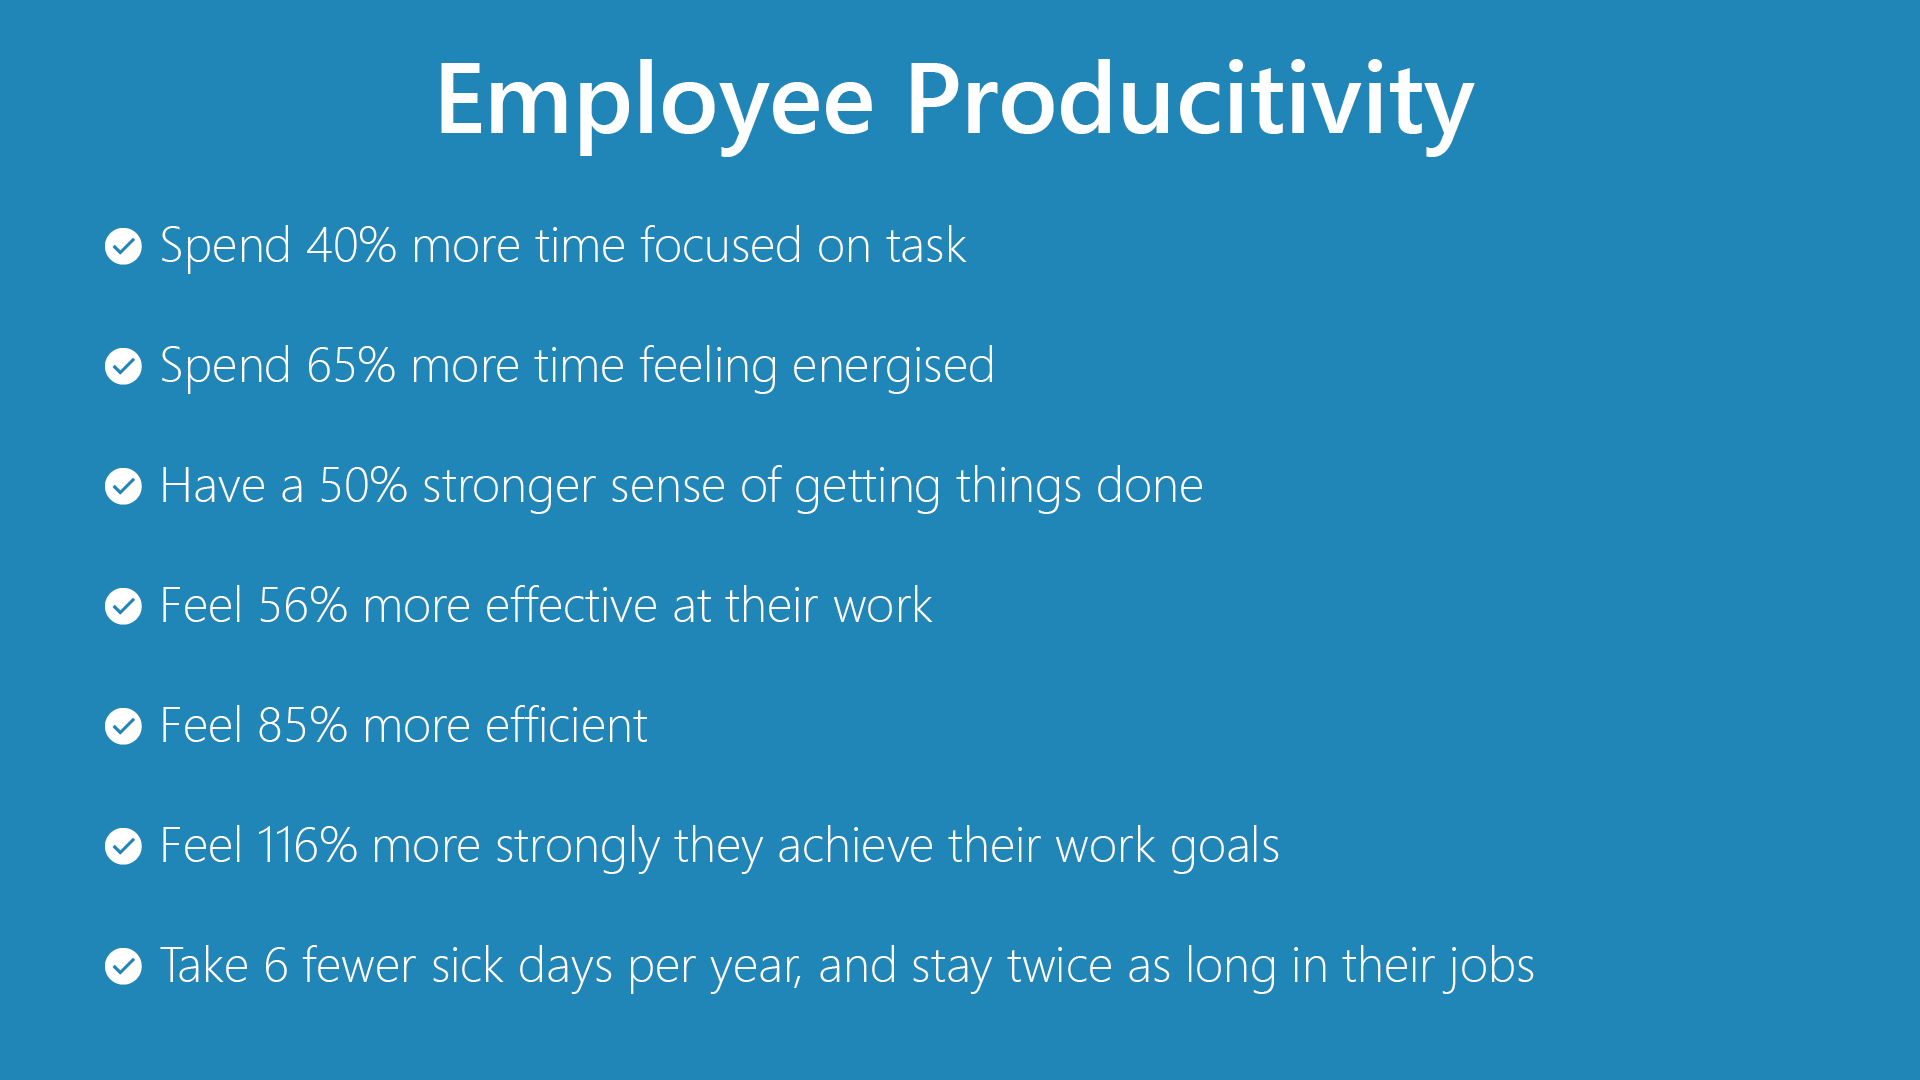 Employee Producitivity
Spend 40% more time focused on task
Spend 65% more time feeling energised
Have a 50% stronger sense of getting things done
Feel 56% more effective at their work
Feel 85% more efficient
Feel 116% more strongly they achieve their work goals
Take 6 fewer sick days per year, and stay twice as long in their jobs